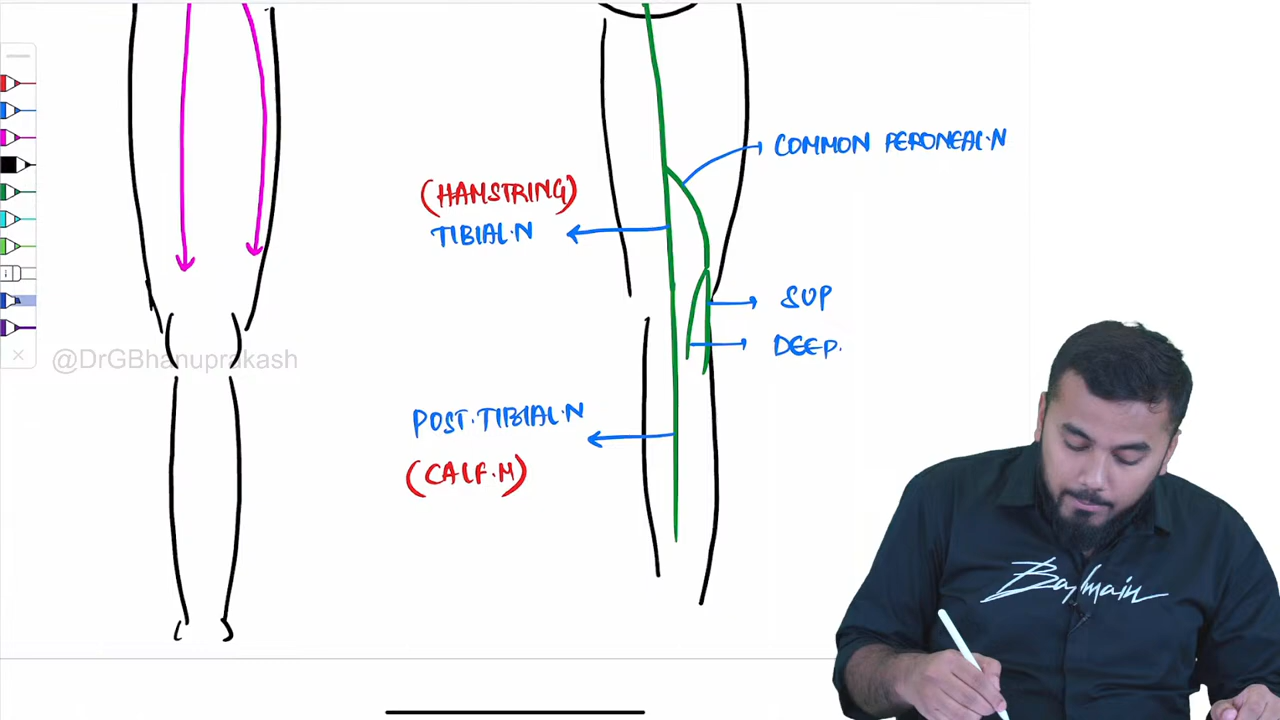 COMMON PERONEAL.N
(HAMSTRING)
TIBIAL.N
SUP
DEEP.
@DrGBhanuprakash
POST.TIBIAL.N
(CALF.M)
Balmain